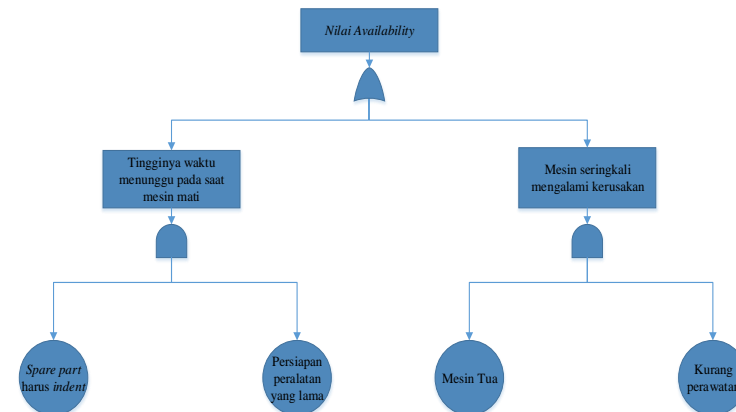 Nilai Availability
Tingginya waktu
menunggu pada saat
mesin mati
Mesin seringkali
mengalami kerusakan
Spare part
harus indent
Persiapan
peralatan
yang lama
Mesin Tua
Kurang
perawatan